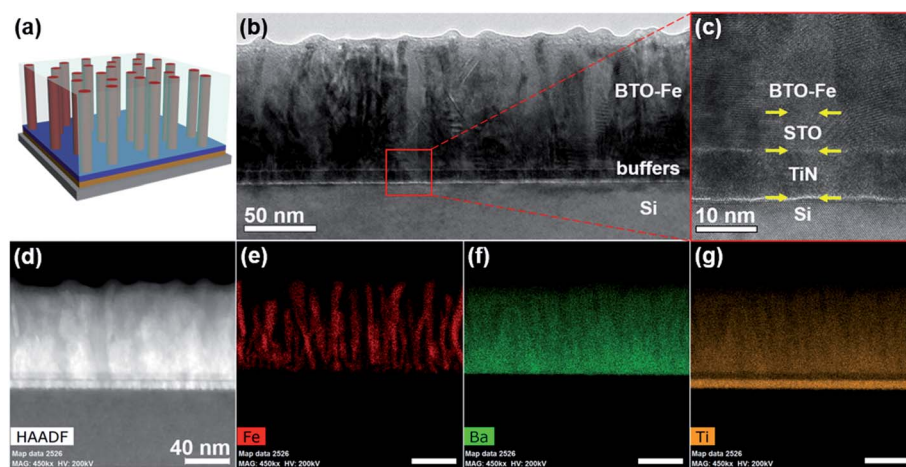 (a)
(b)
BTO-Fe
buffers
Si
50 nm
(c)
BTO-Fe
STO
TiN
Si
10 nm
(d)
HAADF
40 nm
Map data 2526
MAG: 450kx HV: 200kV
(e)
Fe
Map data 2526
MAG: 450kx HV: 200kV
(f)
Ba
Map data 2526
MAG: 450kx HV: 200kV
(g)
Ti
Map data 2526
MAG: 450kx HV: 200kV